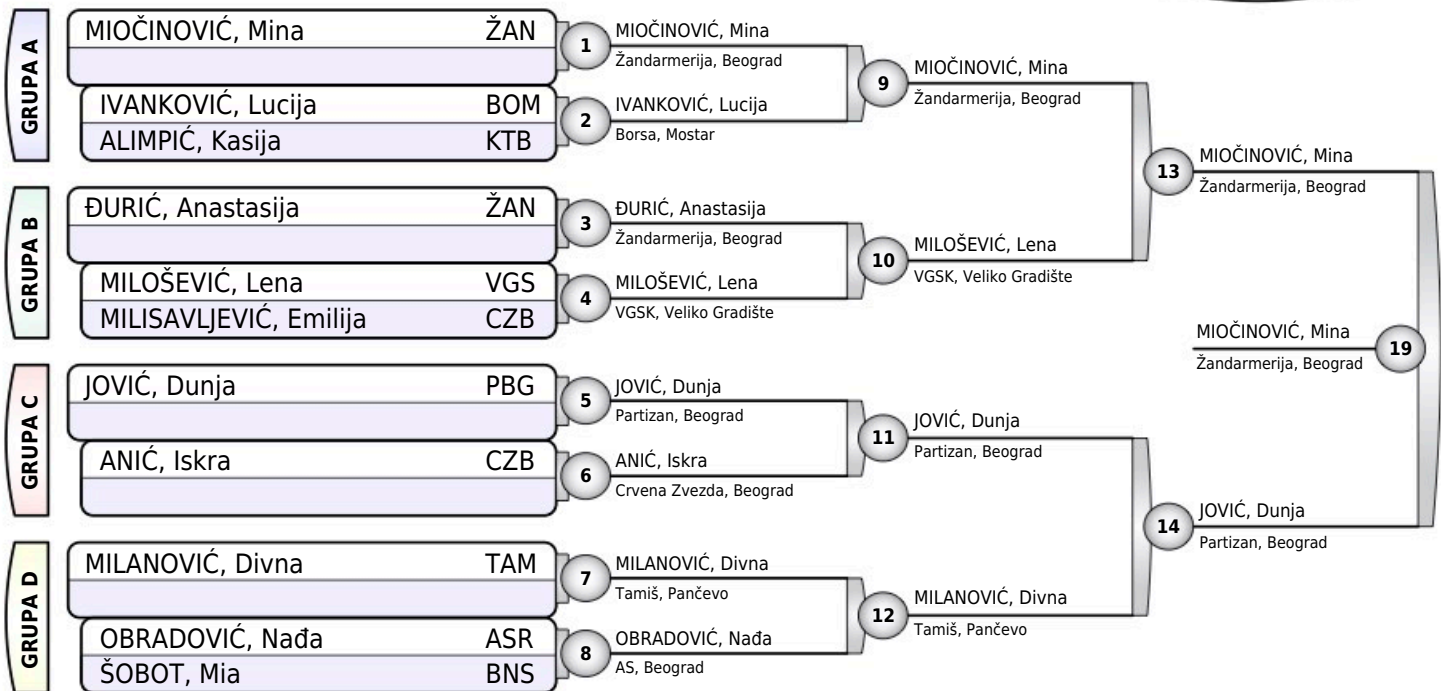 GRUPA A
MIOČINOVIĆ, Mina ŽAN
IVANKOVIĆ, Lucija BOM
ALIMPIĆ, Kasija KTB
GRUPA B
ĐURIĆ, Anastasija ŽAN
MILOŠEVIĆ, Lena VGS
MILISAVLJEVIĆ, Emilija CZB
GRUPA C
JOVIĆ, Dunja PBG
ANIĆ, Iskra CZB
GRUPA D
MILANOVIĆ, Divna TAM
OBRADOVIĆ, Nađa ASR
ŠOBOT, Mia BNS
1 MIOČINOVIĆ, Mina
Žandarmerija, Beograd
2 IVANKOVIĆ, Lucija
Borsa, Mostar
3 ĐURIĆ, Anastasija
Žandarmerija, Beograd
4 MILOŠEVIĆ, Lena
VGSK, Veliko Gradište
5 JOVIĆ, Dunja
Partizan, Beograd
6 ANIĆ, Iskra
Crvena Zvezda, Beograd
7 MILANOVIĆ, Divna
Tamiš, Pančevo
8 OBRADOVIĆ, Nađa
AS, Beograd
9 MIOČINOVIĆ, Mina
Žandarmerija, Beograd
10 MILOŠEVIĆ, Lena
VGSK, Veliko Gradište
11 JOVIĆ, Dunja
Partizan, Beograd
12 MILANOVIĆ, Divna
Tamiš, Pančevo
13 MIOČINOVIĆ, Mina
Žandarmerija, Beograd
14 JOVIĆ, Dunja
Partizan, Beograd
MIOČINOVIĆ, Mina
Žandarmerija, Beograd
19